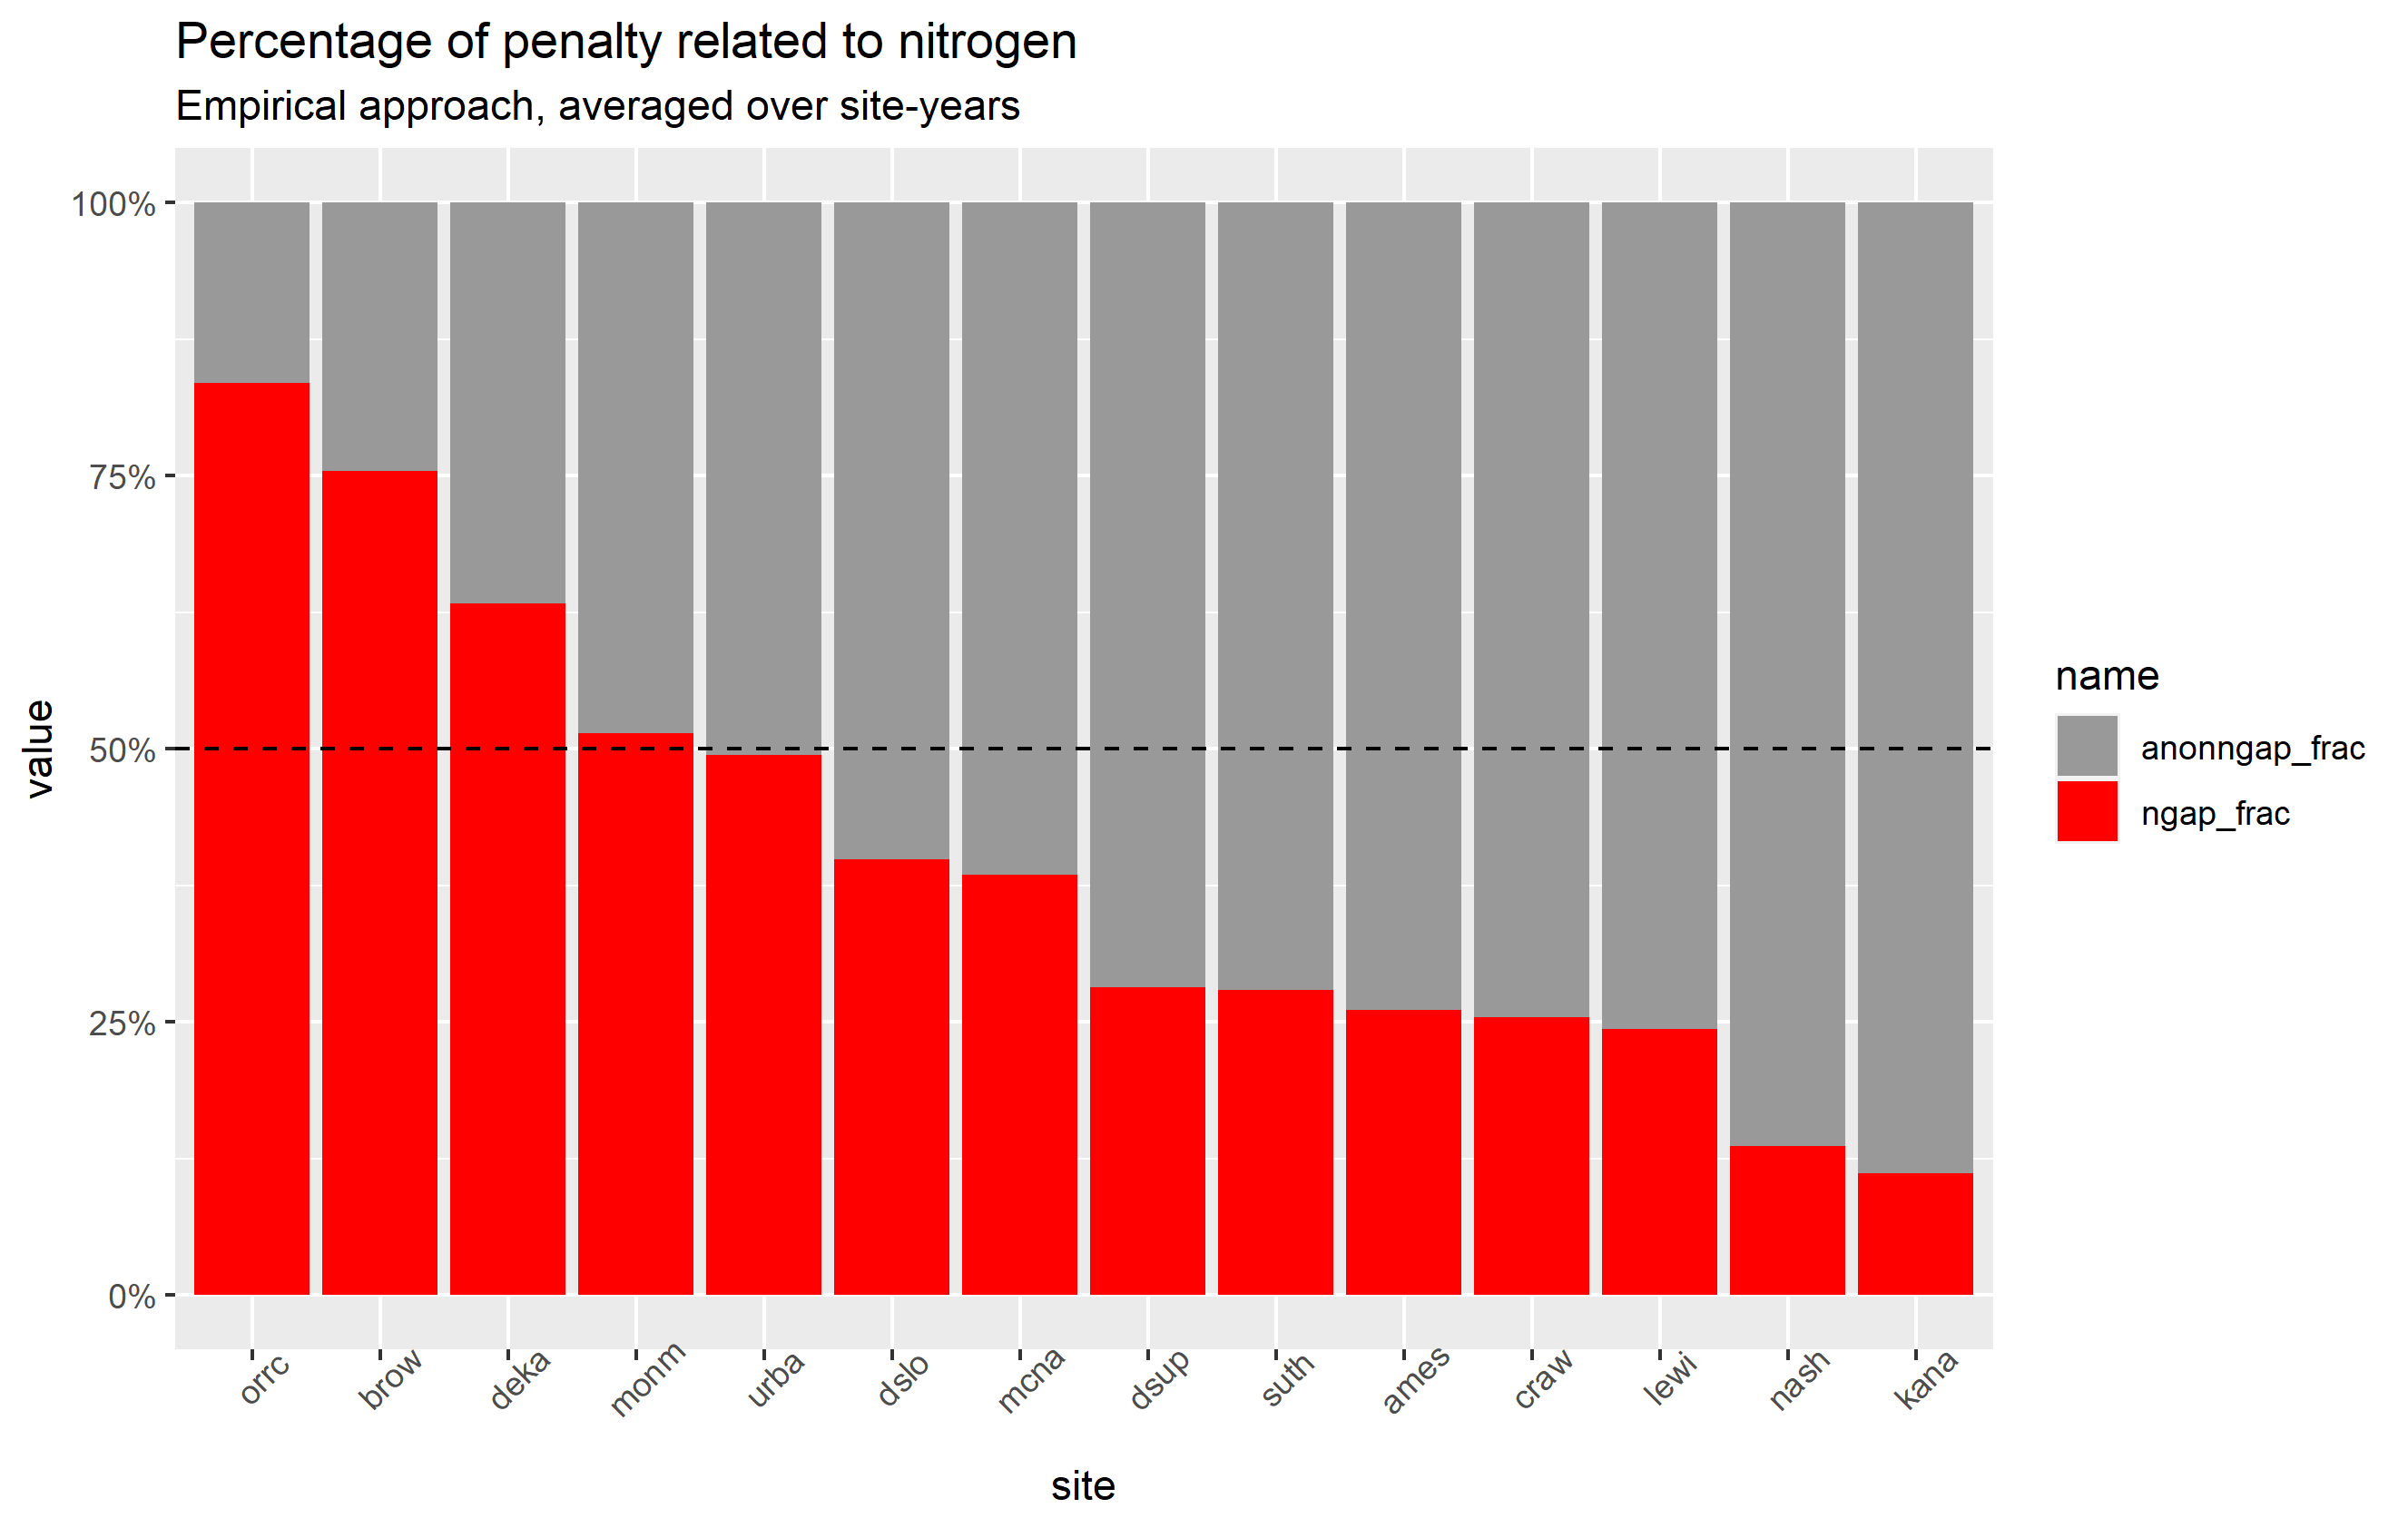 Percentage of penalty related to nitrogen
Empirical approach, averaged over site-years
100%
75%
50%
25%
0%
value
orrc
brow
deka
monm
urba
dslo
mcna
dsup
suth
ames
craw
lewi
nash
kana
site
name
anonngap_frac
ngap_frac